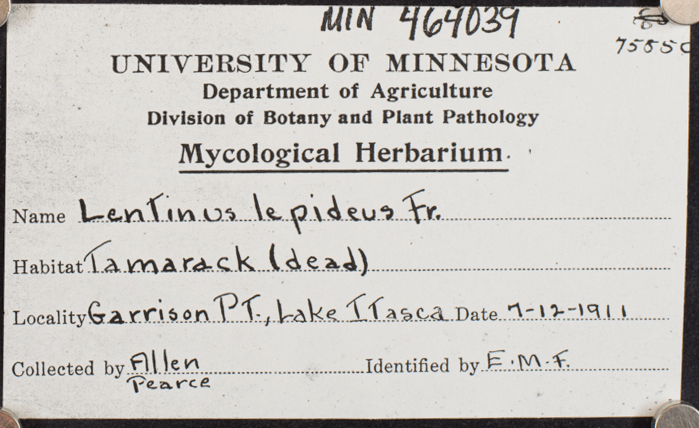 MIN 464039
75850
UNIVERSITY OF MINNESOTA
Department of Agriculture
Division of Botany and Plant Pathology
Mycological Herbarium.
Name Lentinus lepideus Fr.
Habitat Tamarack (dead)
Locality Garrison PT., Lake ITasca Date 7-12-1911
Collected by Allen Identified by E.M.F.
Pearce